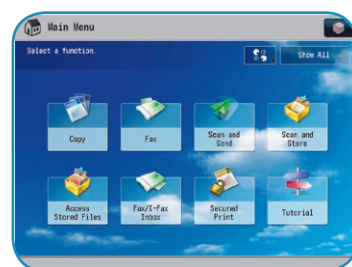 Main Menu
Select a function.
Show All
Copy
Fax
Scan and
Send
Scan and
Store
Access
Stored Files
Fax/I-Fax
Inbox
Secured
Print
Tutorial